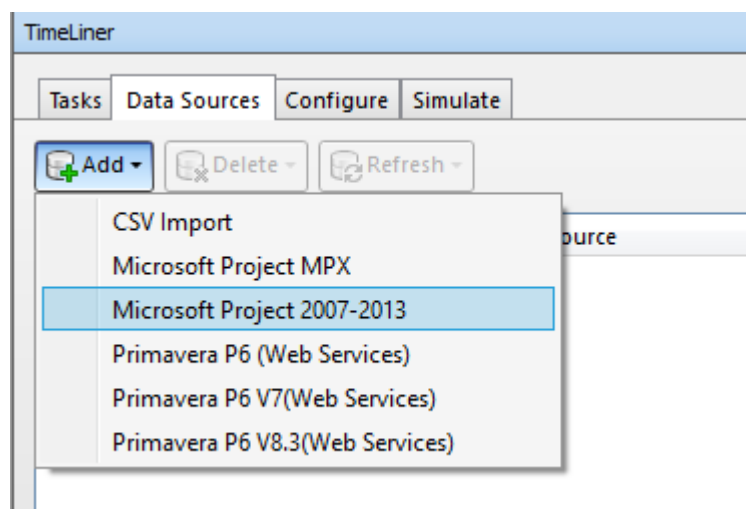 TimeLiner
Tasks Data Sources Configure Simulate
Add Delete Refresh
CSV Import
Microsoft Project MPX
Microsoft Project 2007-2013
Primavera P6 (Web Services)
Primavera P6 V7(Web Services)
Primavera P6 V8.3(Web Services)